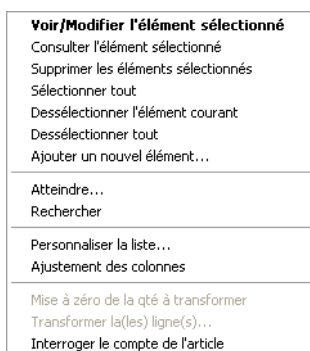 Voir/Modifier l'élément sélectionné
Consulter l'élément sélectionné
Supprimer les éléments sélectionnés
Sélectionner tout
Dessélectionner l'élément courant
Dessélectionner tout
Ajouter un nouvel élément...
Atteindre...
Rechercher
Personnaliser la liste...
Ajustement des colonnes
Mise à zéro de la qté à transformer
Transformer la(les) ligne(s)...
Interroger le compte de l'article